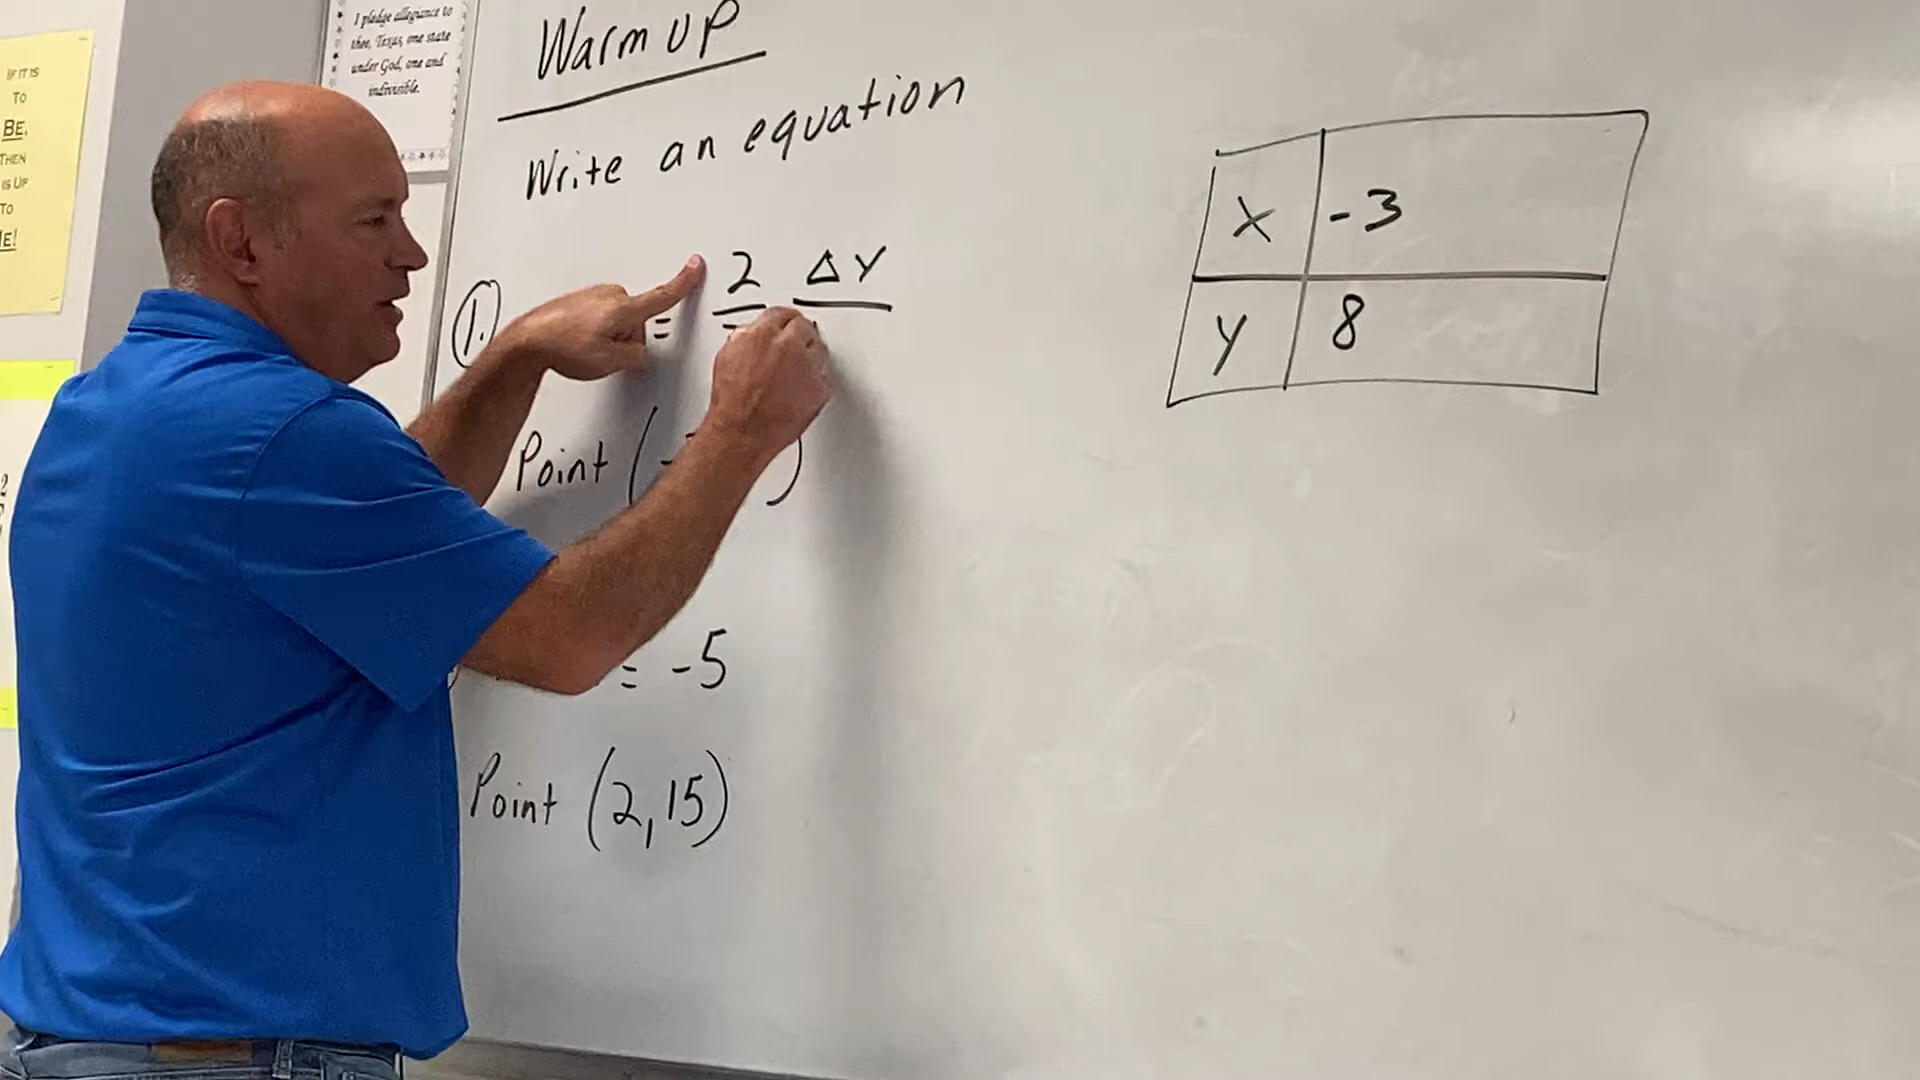 IF IT IS
TO
BE,
THEN
IS UP
TO
ME!
I pledge allegiance to
thee, Texas, one state
under God, one and
indivisible.
Warm up
Write an equation
1.
= 2 ΔY
Point (- )
= -5
Point (2,15)
X -3
y 8
2